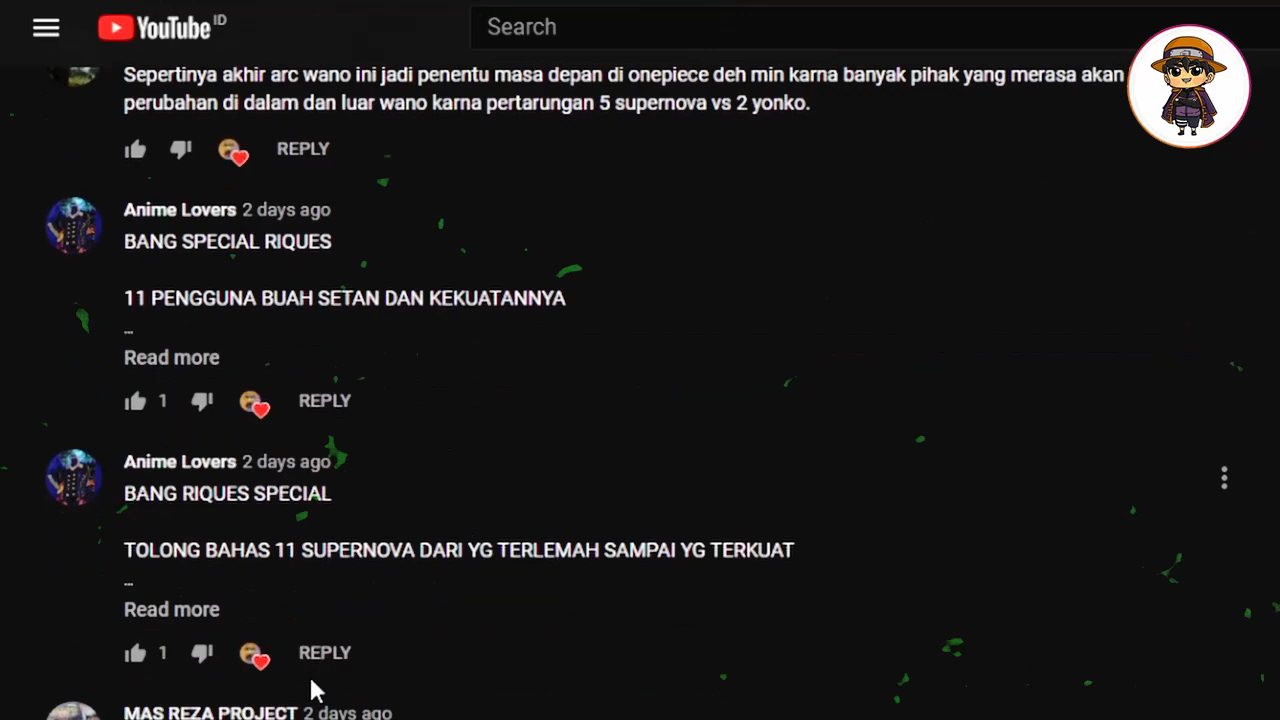 YouTube ID
Search
Sepertinya akhir arc wano ini jadi penentu masa depan di onepiece deh min karna banyak pihak yang merasa akan
perubahan di dalam dan luar wano karna pertarungan 5 supernova vs 2 yonko.
REPLY
Anime Lovers 2 days ago
BANG SPECIAL RIQUES
11 PENGGUNA BUAH SETAN DAN KEKUATANNYA
...
Read more
1 REPLY
Anime Lovers 2 days ago
BANG RIQUES SPECIAL
TOLONG BAHAS 11 SUPERNOVA DARI YG TERLEMAH SAMPAI YG TERKUAT
...
Read more
1 REPLY
MAS REZA PROJECT 2 days ago